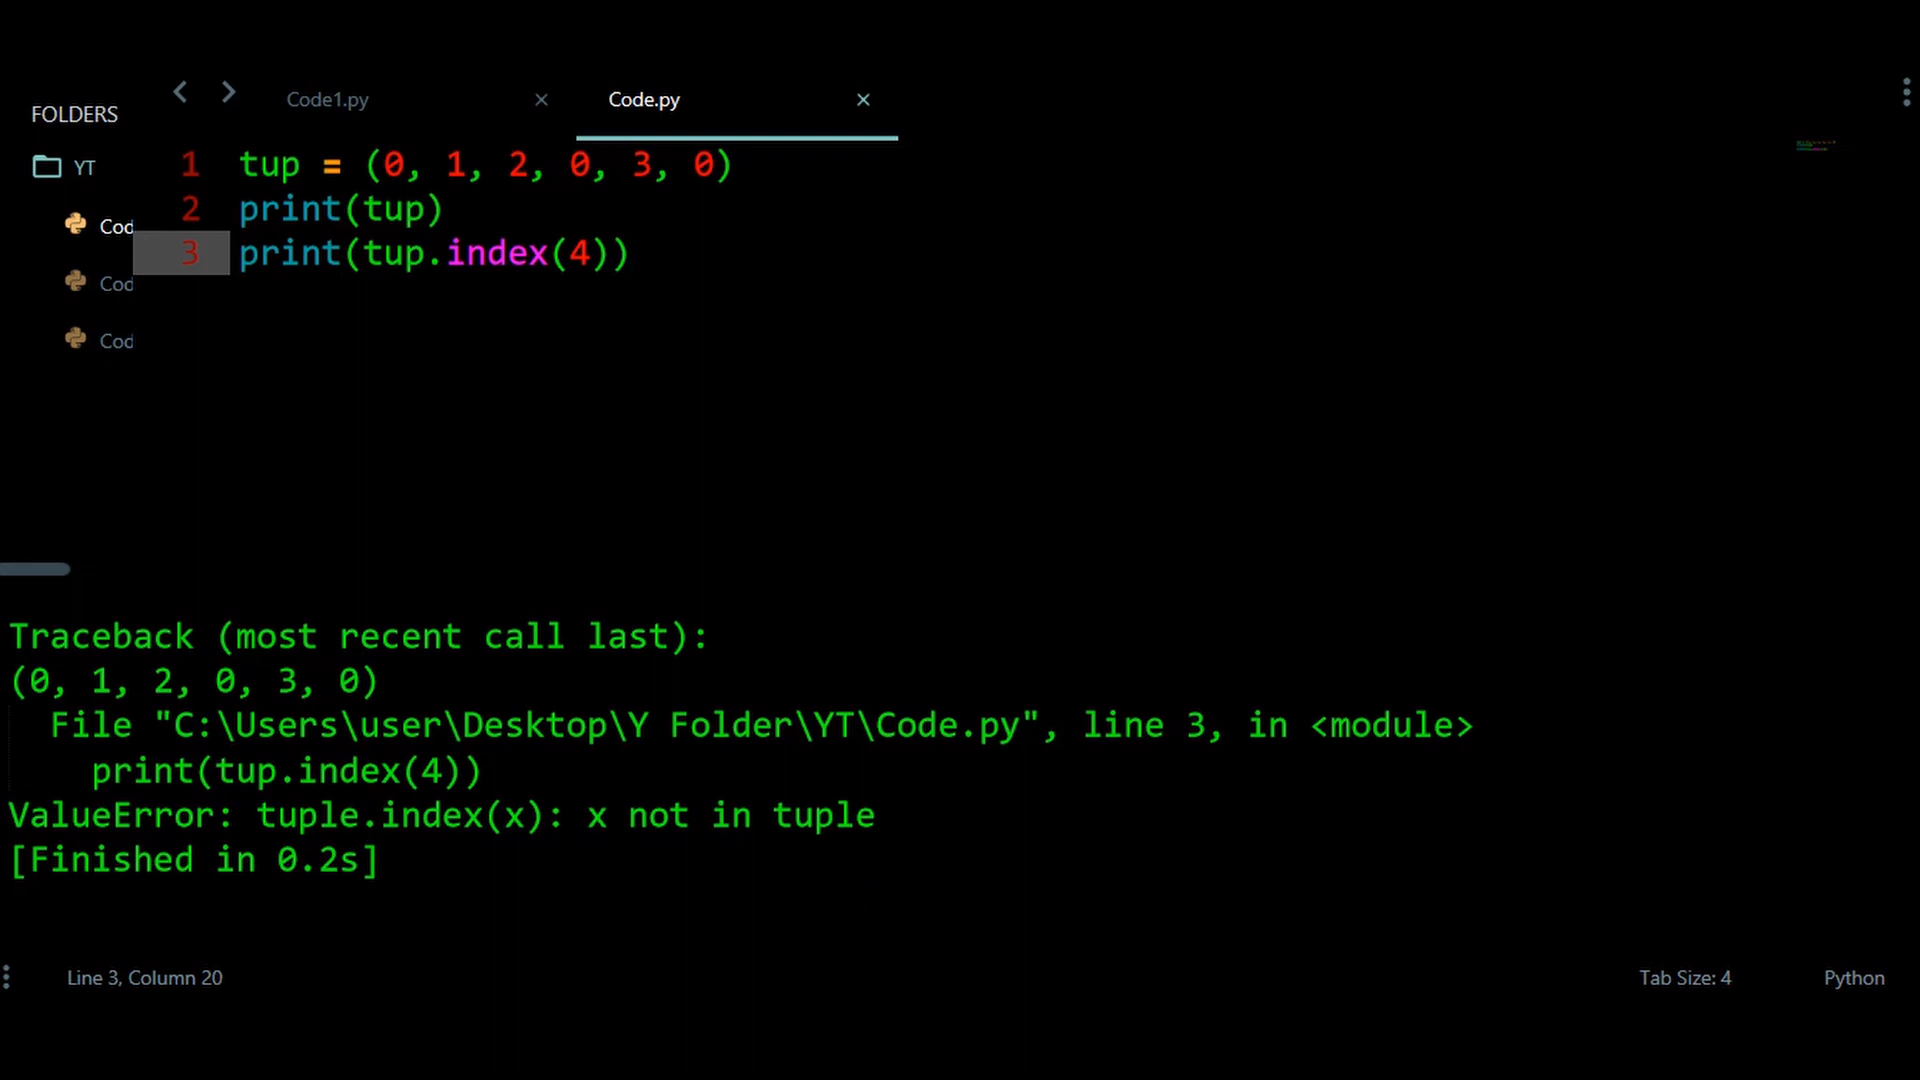 FOLDERS
Code1.py
Code.py
YT
Cod
Cod
Cod
1 tup = (0, 1, 2, 0, 3, 0)
2 print(tup)
3 print(tup.index(4))
Traceback (most recent call last):
(0, 1, 2, 0, 3, 0)
File "C:\Users\user\Desktop\Y Folder\YT\Code.py", line 3, in <module>
print(tup.index(4))
ValueError: tuple.index(x): x not in tuple
[Finished in 0.2s]
Line 3, Column 20
Tab Size: 4
Python